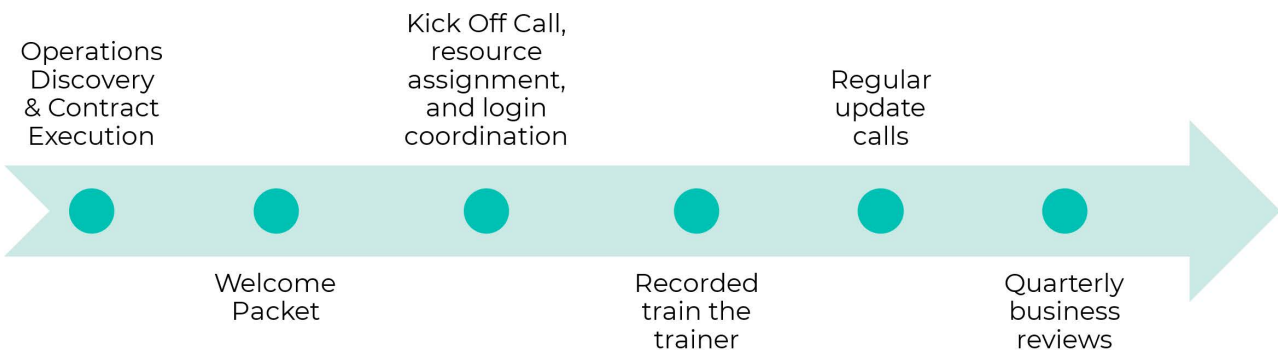 Operations
Discovery
& Contract
Execution
Welcome
Packet
Kick Off Call,
resource
assignment,
and login
coordination
Recorded
train the
trainer
Regular
update
calls
Quarterly
business
reviews